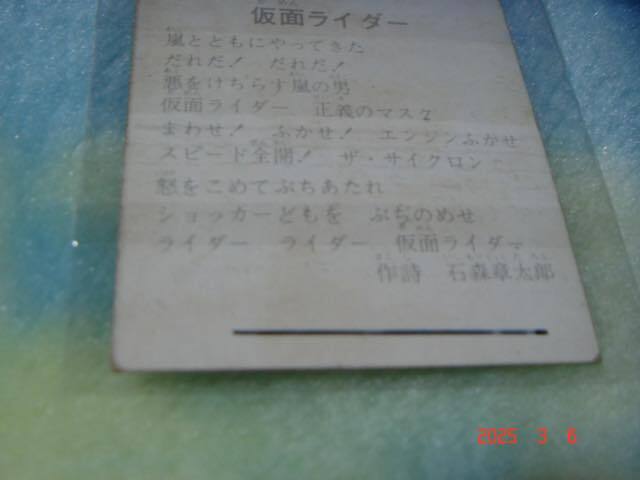 仮面ライダー
嵐とともにやってきた
だれだ! だれだ!
悪をけちらす嵐の男
仮面ライダー 正義のマスク
まわせ! ふかせ! エンジンふかせ
スピード全開! ザ・サイクロン
怒をこめてぶちあたれ
ショッカーどもを ぶちのめせ
ライダー ライダー 仮面ライダー
作詩 石森章太郎
2025 3 6